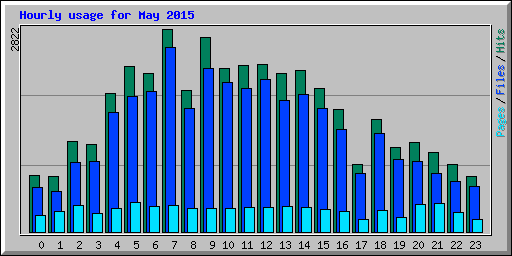 Hourly usage for May 2015
2822
Pages/Files/Hits
0 1 2 3 4 5 6 7 8 9 10 11 12 13 14 15 16 17 18 19 20 21 22 23